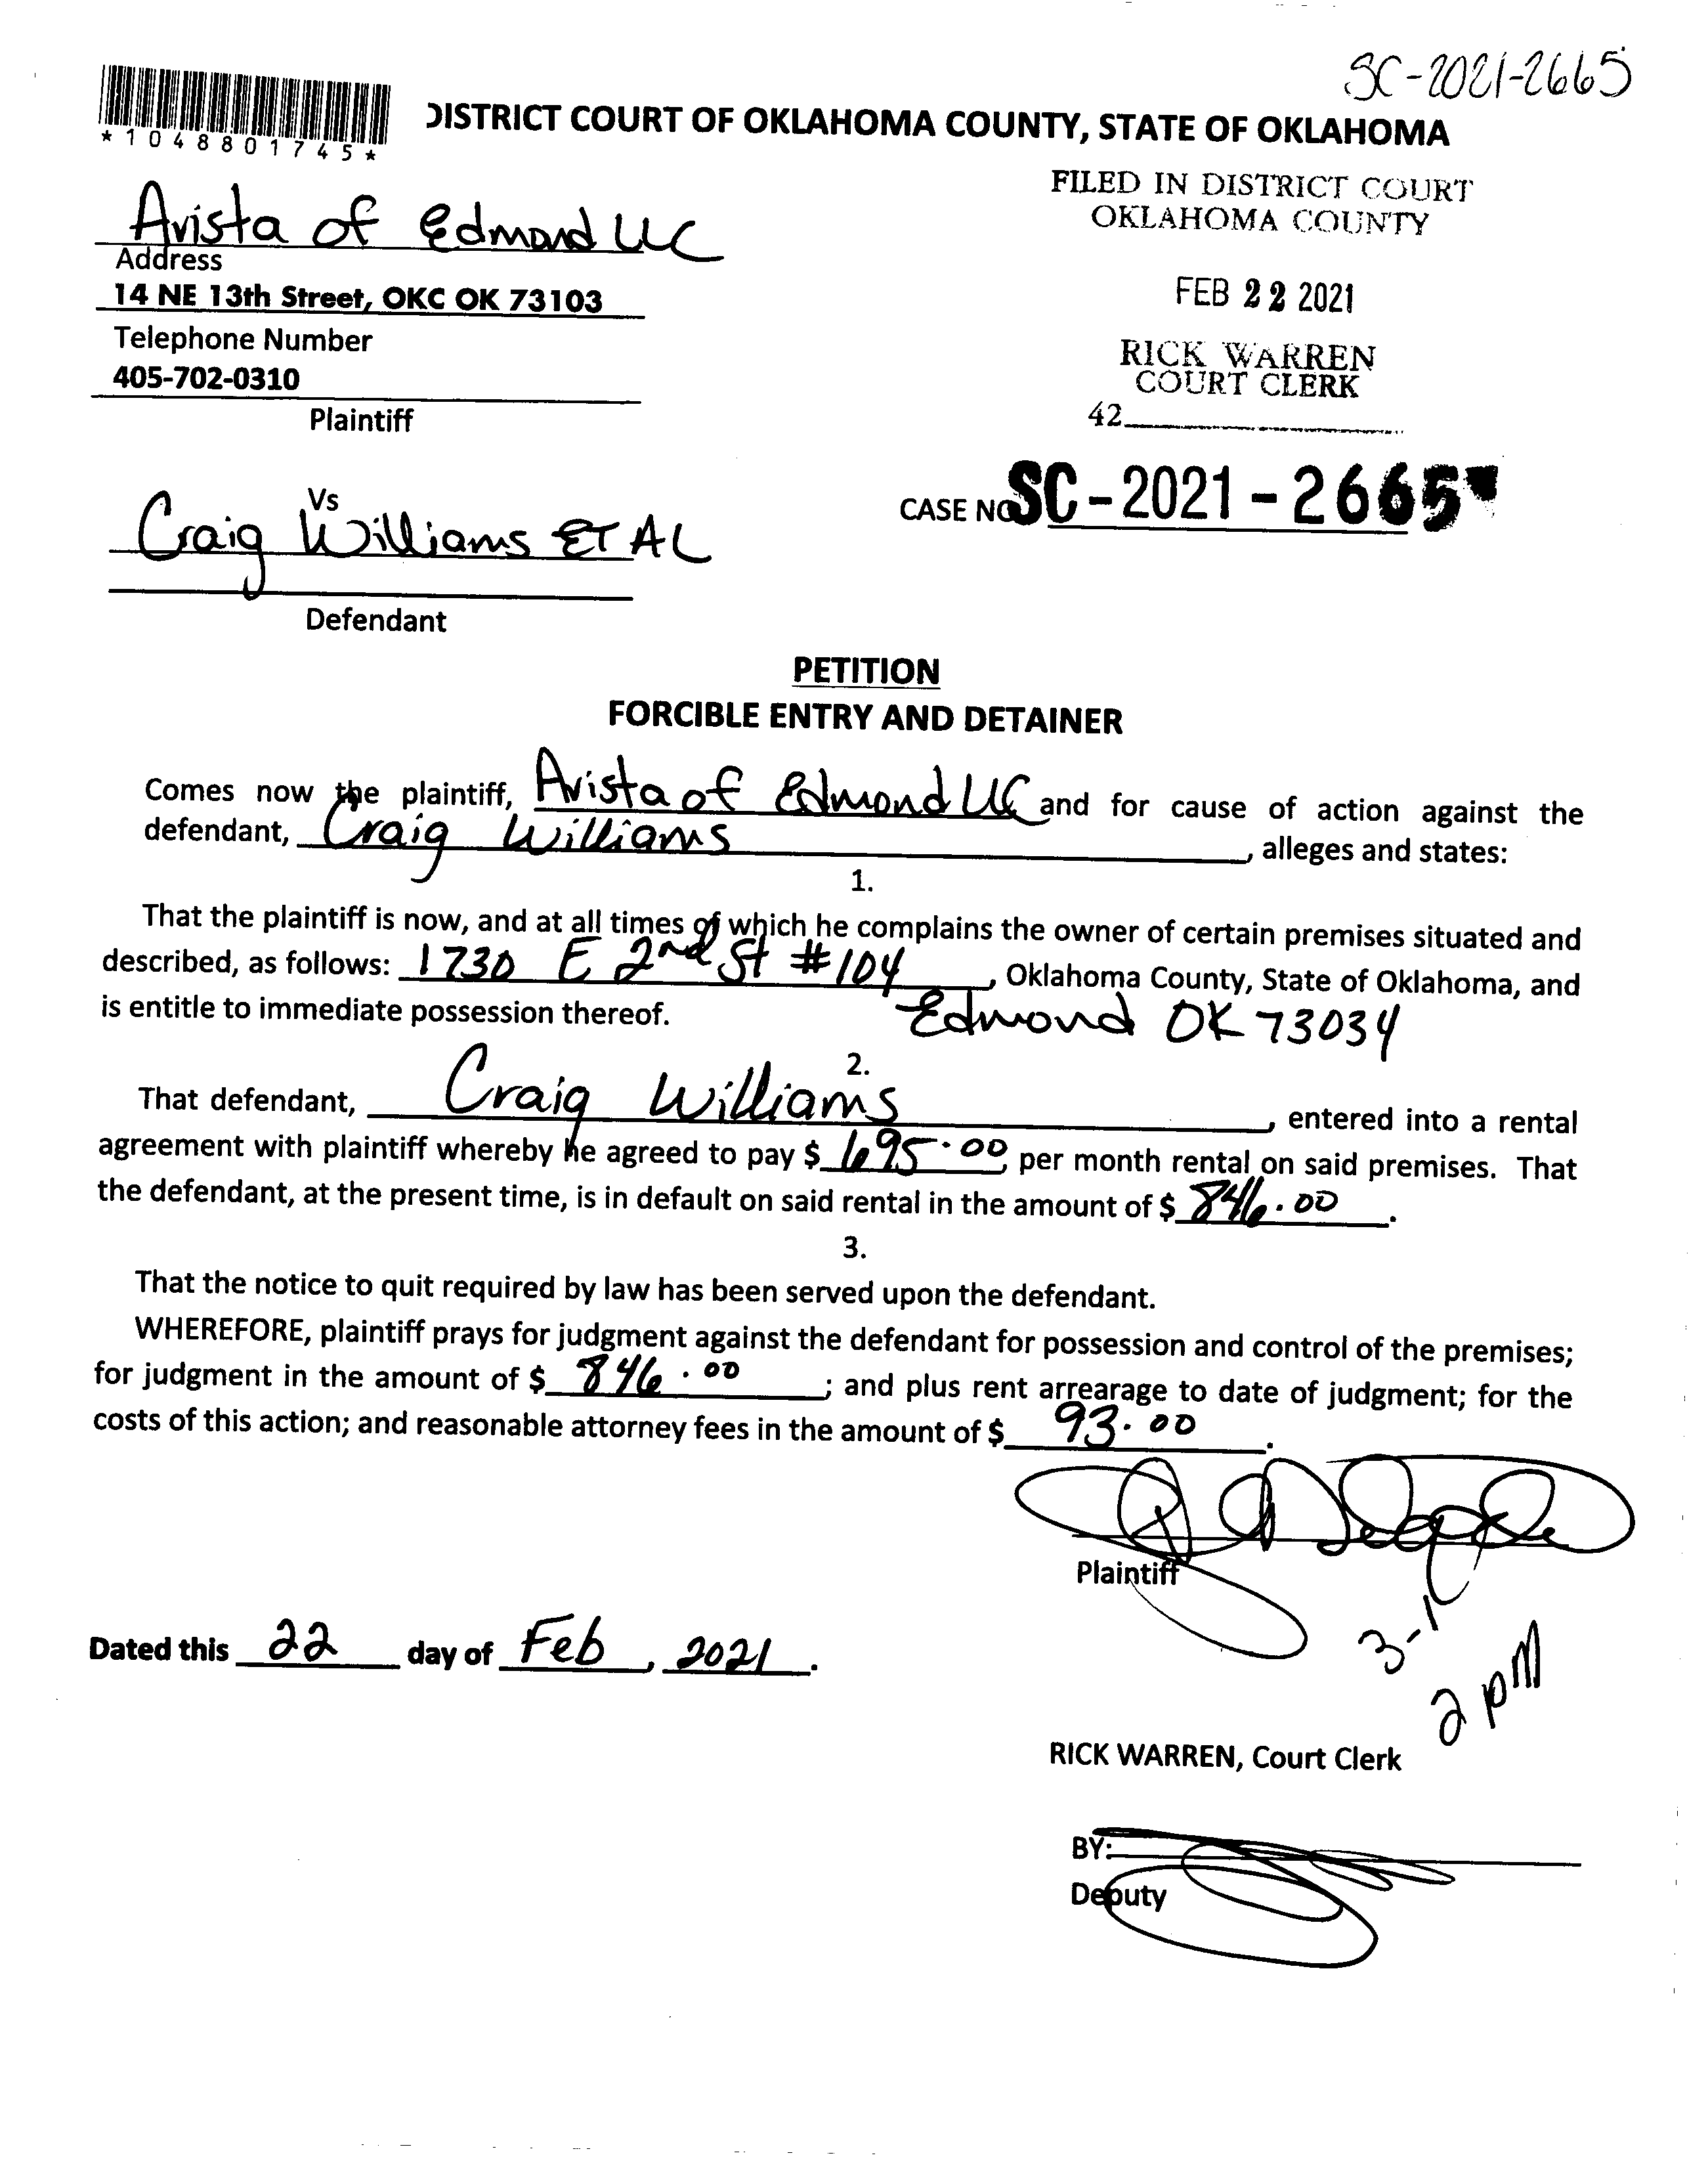 SC-2021-2665
*1048801745*
DISTRICT COURT OF OKLAHOMA COUNTY, STATE OF OKLAHOMA
FILED IN DISTRICT COURT
OKLAHOMA COUNTY
FEB 22 2021
RICK WARREN
COURT CLERK
42
Avista of Edmond LLC
Address
14 NE 13th Street, OKC OK 73103
Telephone Number
405-702-0310
Plaintiff
Vs
CASE NO SC-2021-2665
Craig Williams ET AL
Defendant
PETITION
FORCIBLE ENTRY AND DETAINER
Comes now the plaintiff, Avista of Edmond LLC and for cause of action against the
defendant, Craig Williams, alleges and states:
1.
That the plaintiff is now, and at all times of which he complains the owner of certain premises situated and
described, as follows: 1730 E 2nd St #104, Oklahoma County, State of Oklahoma, and
is entitle to immediate possession thereof. Edmond OK 73034
2.
That defendant, Craig Williams, entered into a rental
agreement with plaintiff whereby he agreed to pay $ 695.00 per month rental on said premises. That
the defendant, at the present time, is in default on said rental in the amount of $ 846.00.
3.
That the notice to quit required by law has been served upon the defendant.
WHEREFORE, plaintiff prays for judgment against the defendant for possession and control of the premises;
for judgment in the amount of $ 846.00; and plus rent arrearage to date of judgment; for the
costs of this action; and reasonable attorney fees in the amount of $ 93.00.
Plaintiff
Dated this 22 day of Feb, 2021.
2 pm
RICK WARREN, Court Clerk
BY:
Deputy